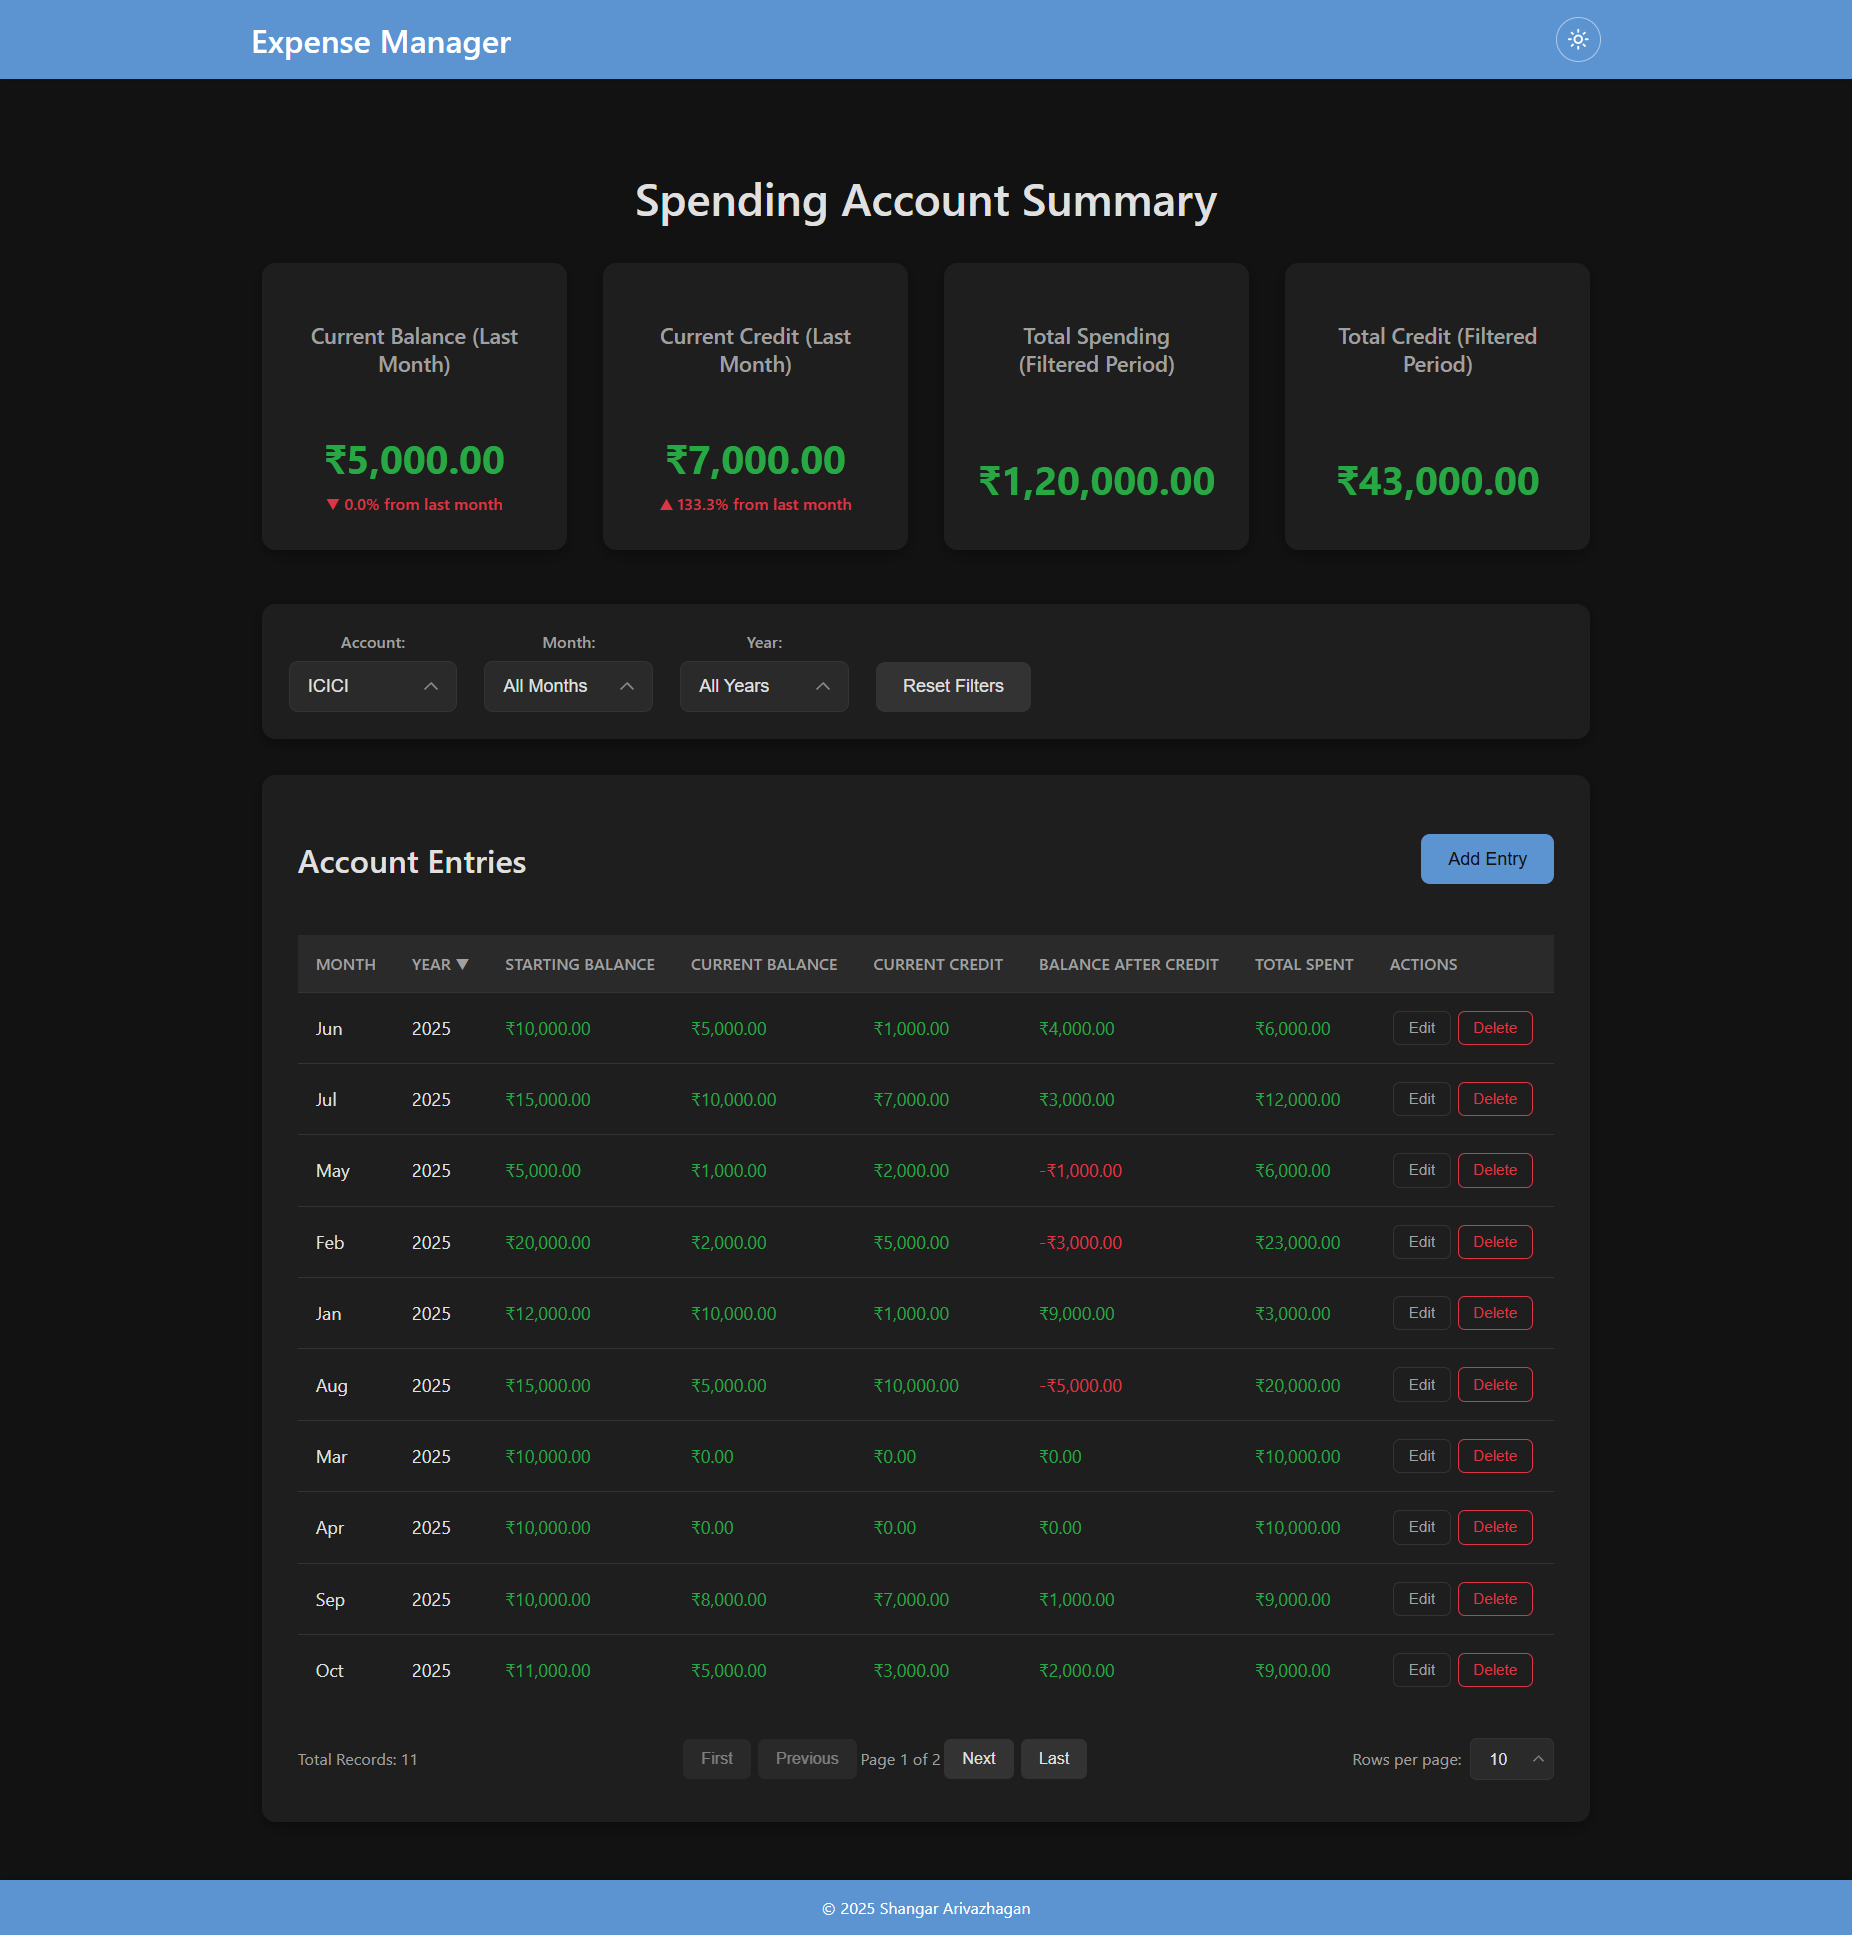 Expense Manager
Spending Account Summary
Current Balance (Last
Month)
₹5,000.00
▼ 0.0% from last month
Current Credit (Last
Month)
₹7,000.00
▲ 133.3% from last month
Total Spending
(Filtered Period)
₹1,20,000.00
Total Credit (Filtered
Period)
₹43,000.00
Account: Month: Year:
ICICI All Months All Years Reset Filters
Account Entries Add Entry
MONTH YEAR ▼ STARTING BALANCE CURRENT BALANCE CURRENT CREDIT BALANCE AFTER CREDIT TOTAL SPENT ACTIONS
Jun 2025 ₹10,000.00 ₹5,000.00 ₹1,000.00 ₹4,000.00 ₹6,000.00 Edit Delete
Jul 2025 ₹15,000.00 ₹10,000.00 ₹7,000.00 ₹3,000.00 ₹12,000.00 Edit Delete
May 2025 ₹5,000.00 ₹1,000.00 ₹2,000.00 -₹1,000.00 ₹6,000.00 Edit Delete
Feb 2025 ₹20,000.00 ₹2,000.00 ₹5,000.00 -₹3,000.00 ₹23,000.00 Edit Delete
Jan 2025 ₹12,000.00 ₹10,000.00 ₹1,000.00 ₹9,000.00 ₹3,000.00 Edit Delete
Aug 2025 ₹15,000.00 ₹5,000.00 ₹10,000.00 -₹5,000.00 ₹20,000.00 Edit Delete
Mar 2025 ₹10,000.00 ₹0.00 ₹0.00 ₹0.00 ₹10,000.00 Edit Delete
Apr 2025 ₹10,000.00 ₹0.00 ₹0.00 ₹0.00 ₹10,000.00 Edit Delete
Sep 2025 ₹10,000.00 ₹8,000.00 ₹7,000.00 ₹1,000.00 ₹9,000.00 Edit Delete
Oct 2025 ₹11,000.00 ₹5,000.00 ₹3,000.00 ₹2,000.00 ₹9,000.00 Edit Delete
Total Records: 11 First Previous Page 1 of 2 Next Last Rows per page: 10
© 2025 Shangar Arivazhagan